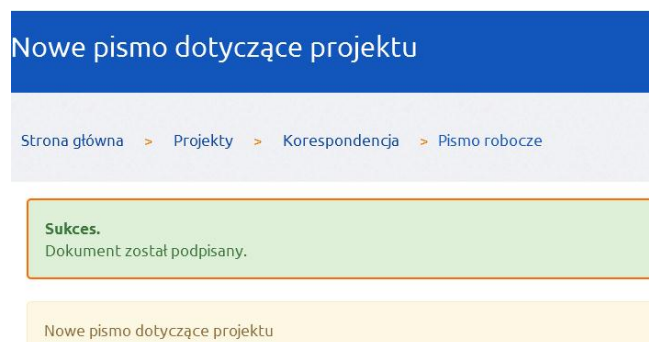 Nowe pismo dotyczące projektu
Strona główna > Projekty > Korespondencja > Pismo robocze
Sukces.
Dokument został podpisany.
Nowe pismo dotyczące projektu